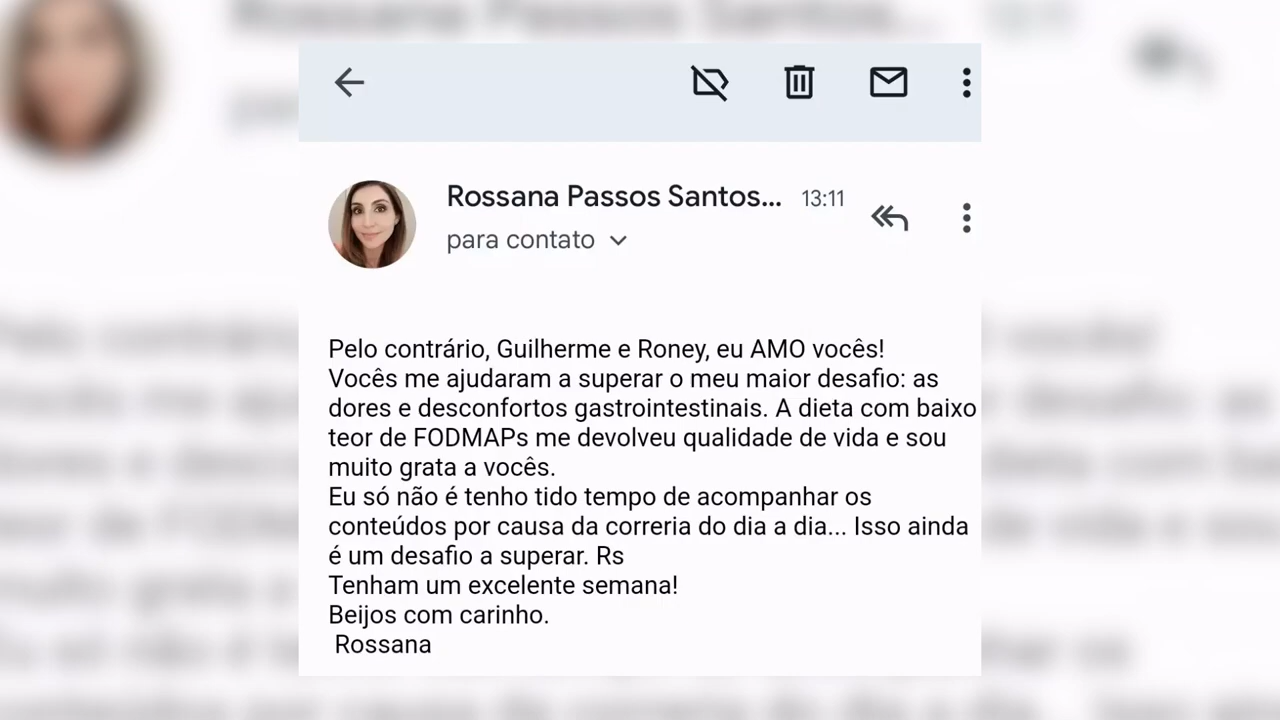 Rossana Passos Santos...
13:11
para contato
Pelo contrário, Guilherme e Roney, eu AMO vocês!
Vocês me ajudaram a superar o meu maior desafio: as
dores e desconfortos gastrointestinais. A dieta com baixo
teor de FODMAPs me devolveu qualidade de vida e sou
muito grata a vocês.
Eu só não é tenho tido tempo de acompanhar os
conteúdos por causa da correria do dia a dia... Isso ainda
é um desafio a superar. Rs
Tenham um excelente semana!
Beijos com carinho.
Rossana